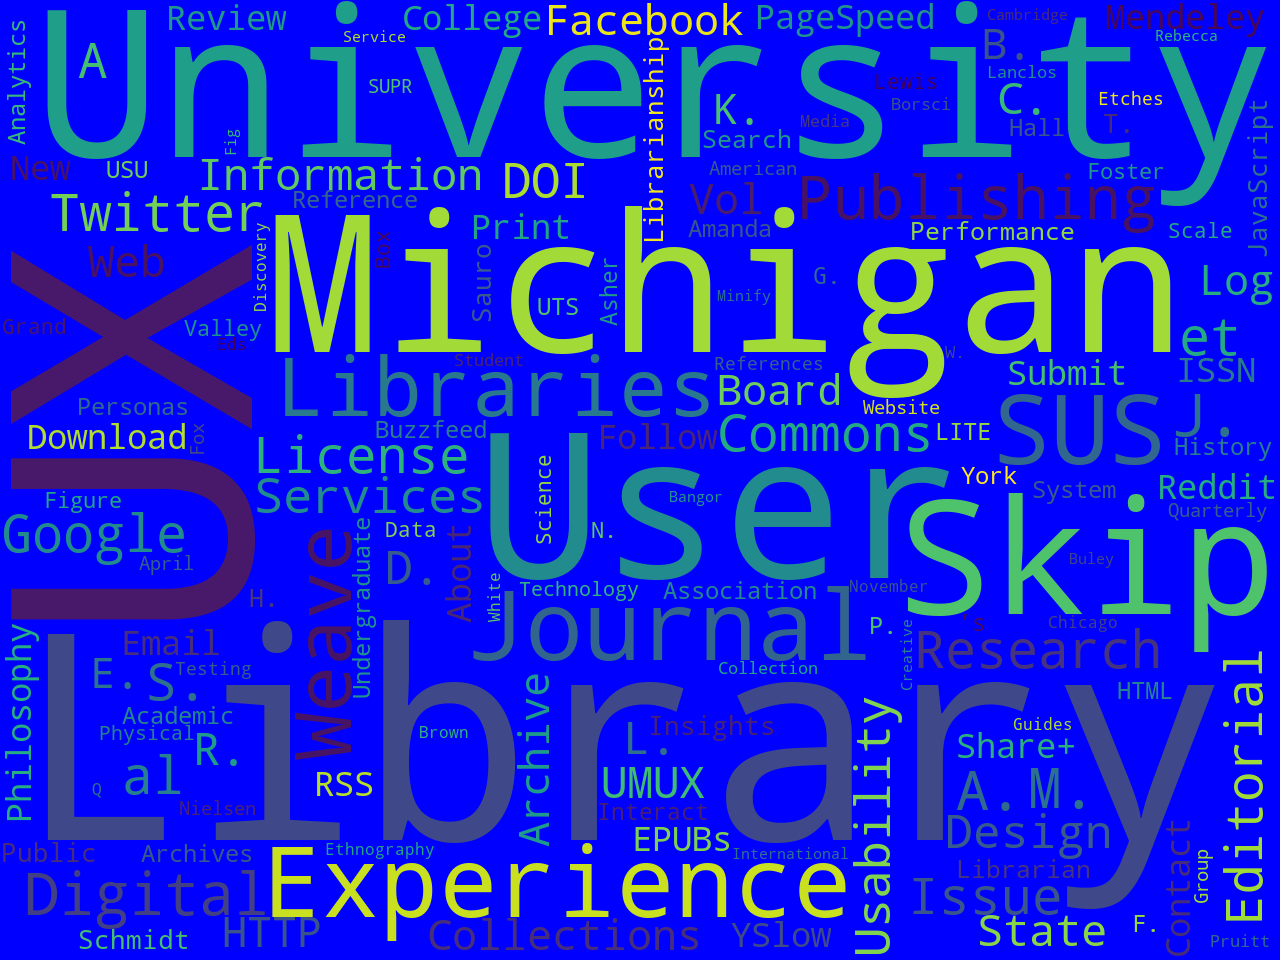 Review
College
Facebook
PageSpeed
Cambridge
Mendeley
Analytics
A
University
Service
SUPR
Librarianship
K.
B.
Rebecca
Lanclos
Lewis
Borsci
C.
Etches
Search
Media
Hall
T.
JavaScript
Fig
New
USU
Information
DOI
American
Foster
Twitter
Reference
Print
Vol
Publishing
Amanda
Performance
Scale
Web
Discovery
Box
Michigan
Sauro
UTS
Asher
G.
Minify
Log
Grand
Valley
Eds
et
UX
Student
References
W.
Libraries
Board
Submit
ISSN
Personas
Website
SUS
J.
Download
Fox
Buzzfeed
Follow
Commons
LITE
History
License
User
York
Figure
Services
Science
Bangor
Skip
System
Reddit
Quarterly
Google
Weave
Undergraduate
Data
About
N.
April
D.
Buley
White
Technology
Association
November
H.
Journal
P.
's
Chicago
Philosophy
Email
Creative
Research
Library
E.
S.
Testing
Collection
HTML
Editorial
Academic
Physical
R.
Brown
Archive
L.
Insights
Usability
Guides
Share+
Q
al
RSS
UMUX
A.
M.
Nielsen
Interact
Design
Contact
Public
Archives
Ethnography
EPUBs
International
Librarian
Group
Digital
Experience
Issue
Schmidt
HTTP
Collections
YSlow
State
F.
Pruitt